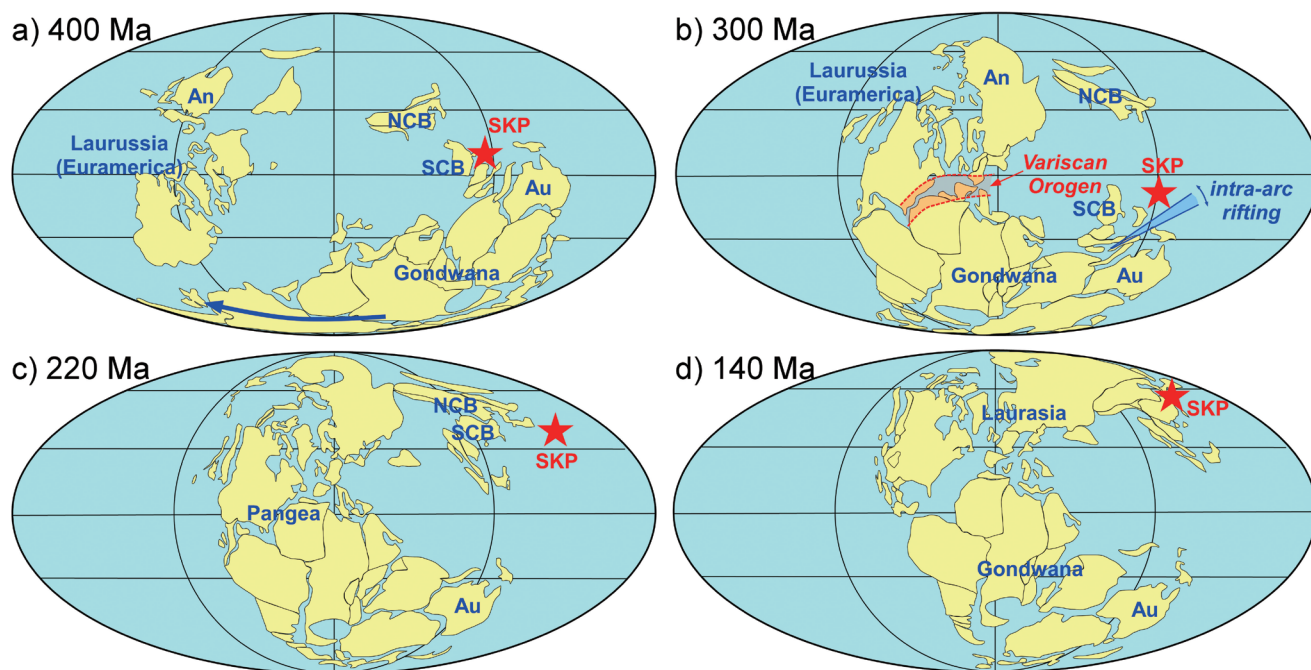 a) 400 Ma
An
Laurussia
(Euramerica)
NCB
SKP
SCB
Au
Gondwana
b) 300 Ma
Laurussia
(Euramerica)
An
NCB
Variscan
Orogen
SKP
SCB
intra-arc
rifting
Gondwana
Au
c) 220 Ma
NCB
SCB
SKP
Pangea
Au
d) 140 Ma
Laurasia
SKP
Gondwana
Au